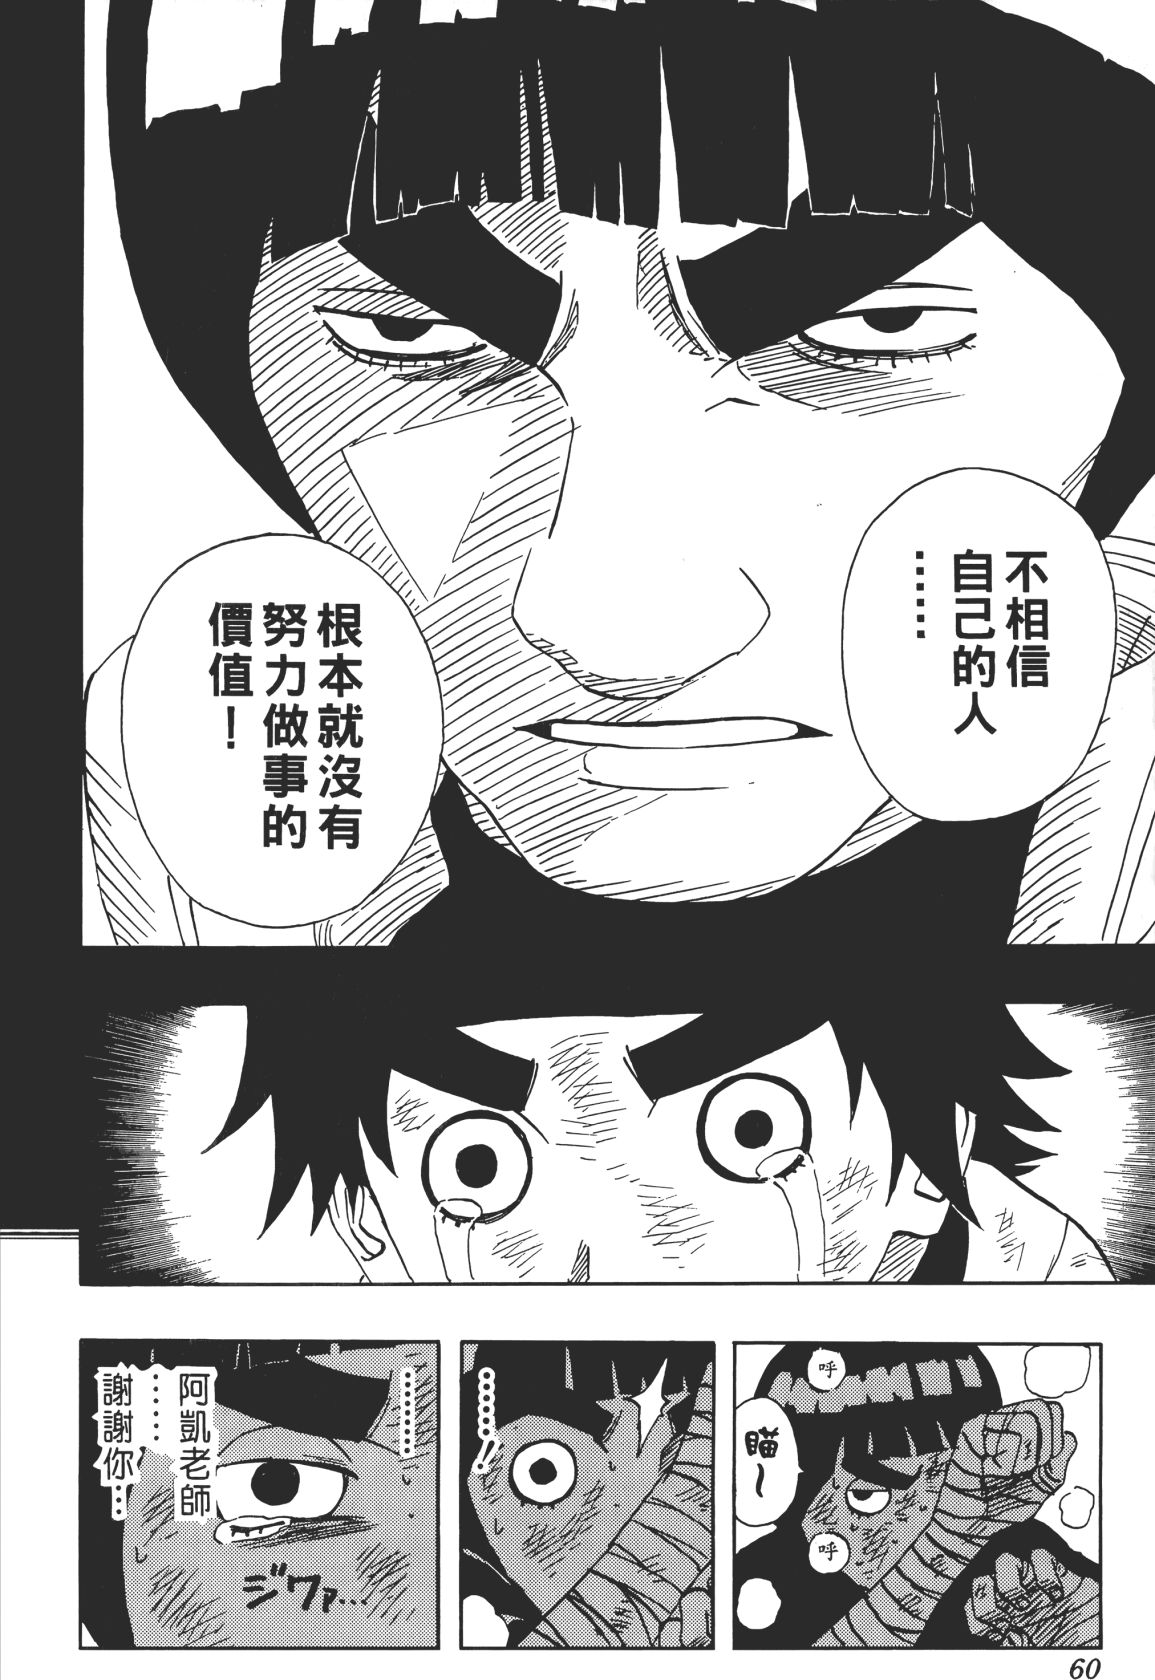 不相信
自己的人
……
根本就沒有
努力做事的
價值！
呼
瞄～
呼
……！
……
阿凱老師
……
謝謝你…
ジワァ…
60